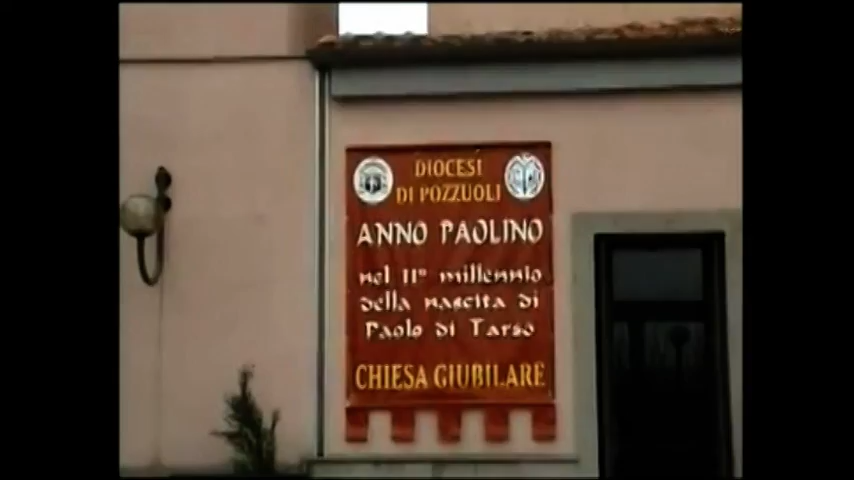 DIOCESI
DI POZZUOLI
ANNO PAOLINO
nel II° millennio
della nascita di
Paolo di Tarso
CHIESA GIUBILARE